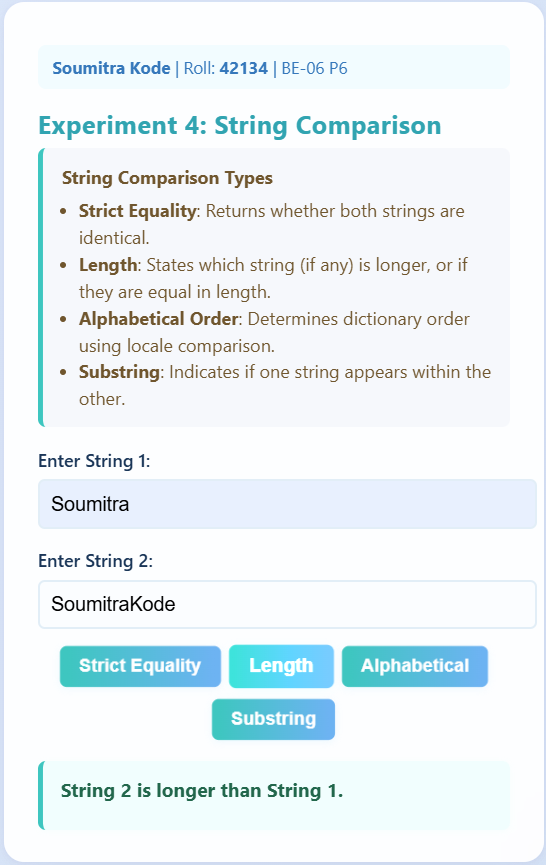 Soumitra Kode | Roll: 42134 | BE-06 P6
Experiment 4: String Comparison
String Comparison Types
• Strict Equality: Returns whether both strings are
identical.
• Length: States which string (if any) is longer, or if
they are equal in length.
• Alphabetical Order: Determines dictionary order
using locale comparison.
• Substring: Indicates if one string appears within the
other.
Enter String 1:
Soumitra
Enter String 2:
SoumitraKode
Strict Equality Length Alphabetical
Substring
String 2 is longer than String 1.